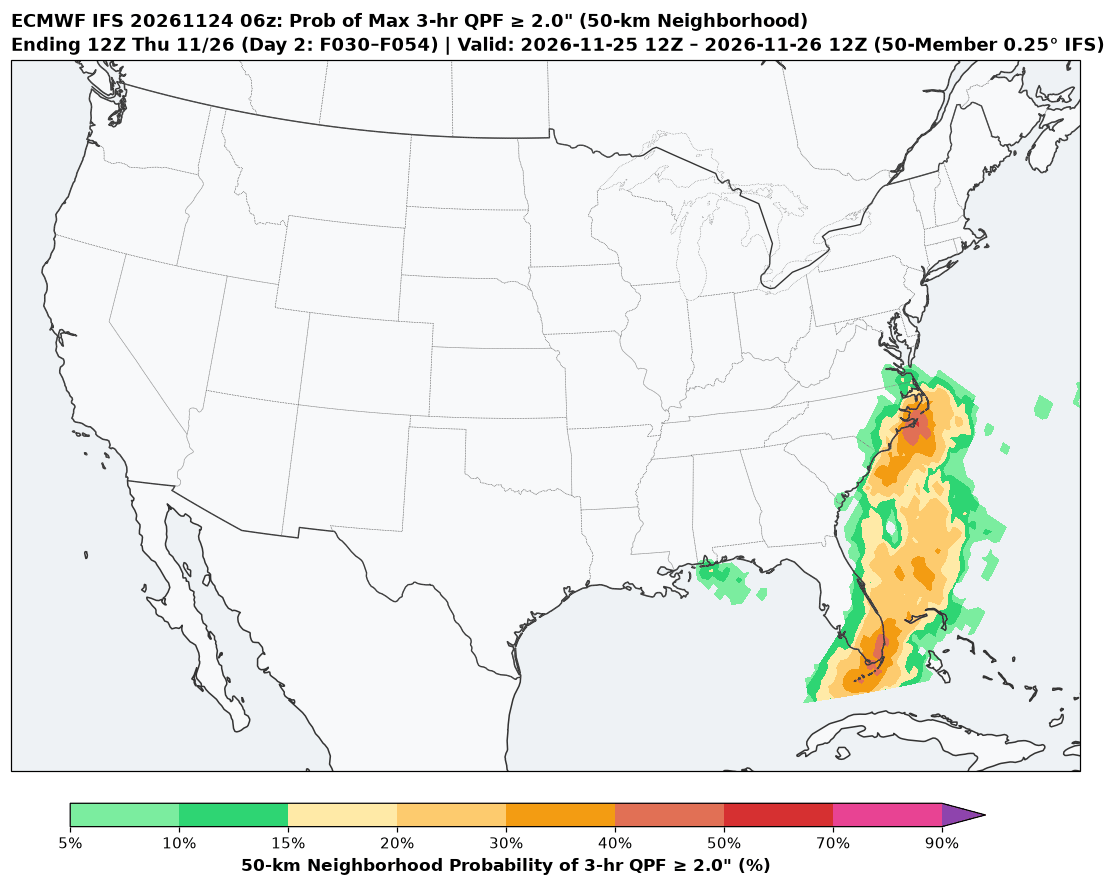 ECMWF IFS 20261124 06z: Prob of Max 3-hr QPF ≥ 2.0" (50-km Neighborhood)
Ending 12Z Thu 11/26 (Day 2: F030–F054) | Valid: 2026-11-25 12Z – 2026-11-26 12Z (50-Member 0.25° IFS)
5% 10% 15% 20% 30% 40% 50% 70% 90%
50-km Neighborhood Probability of 3-hr QPF ≥ 2.0" (%)